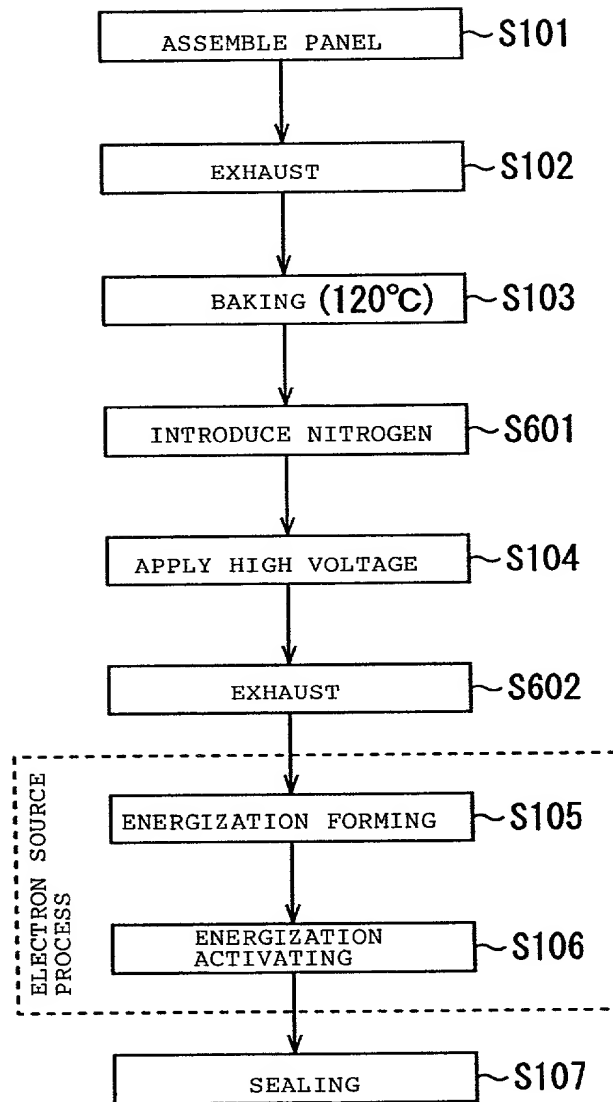 ASSEMBLE PANEL S101
EXHAUST S102
BAKING (120°C) S103
INTRODUCE NITROGEN S601
APPLY HIGH VOLTAGE S104
EXHAUST S602
ELECTRON SOURCE
PROCESS
ENERGIZATION FORMING S105
ENERGIZATION
ACTIVATING S106
SEALING S107